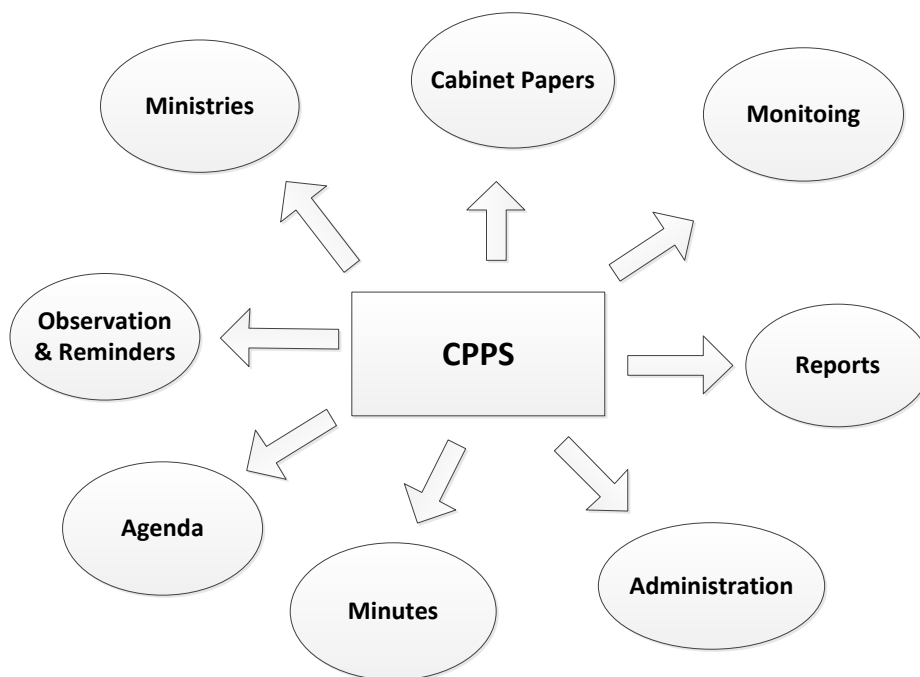 Cabinet Papers
Ministries
Monitoing
Observation
& Reminders
CPPS
Reports
Agenda
Administration
Minutes